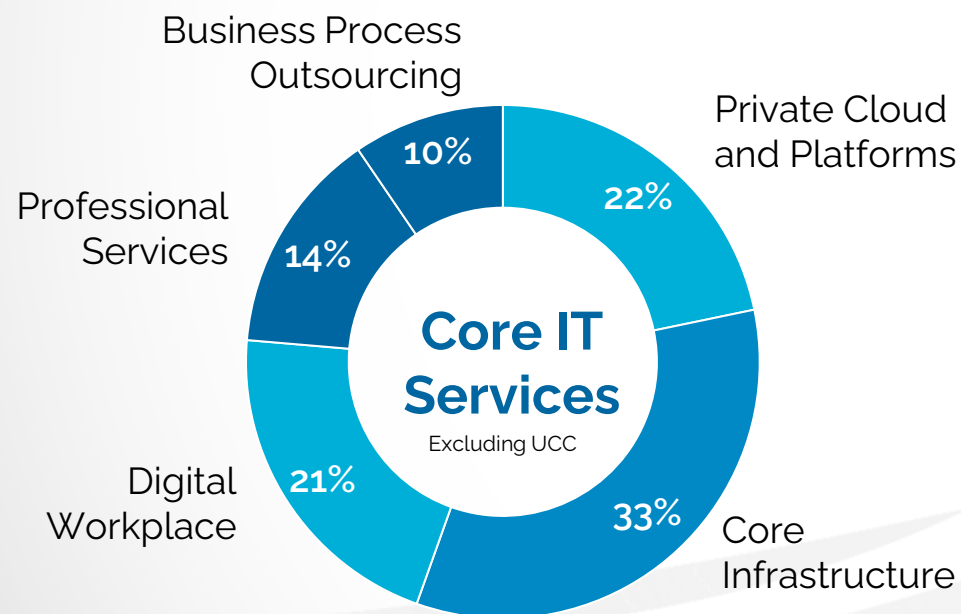 Business Process
Outsourcing
10%
Private Cloud
and Platforms
22%
Professional
Services
14%
Core IT
Services
Excluding UCC
Digital
Workplace
21%
33%
Core
Infrastructure